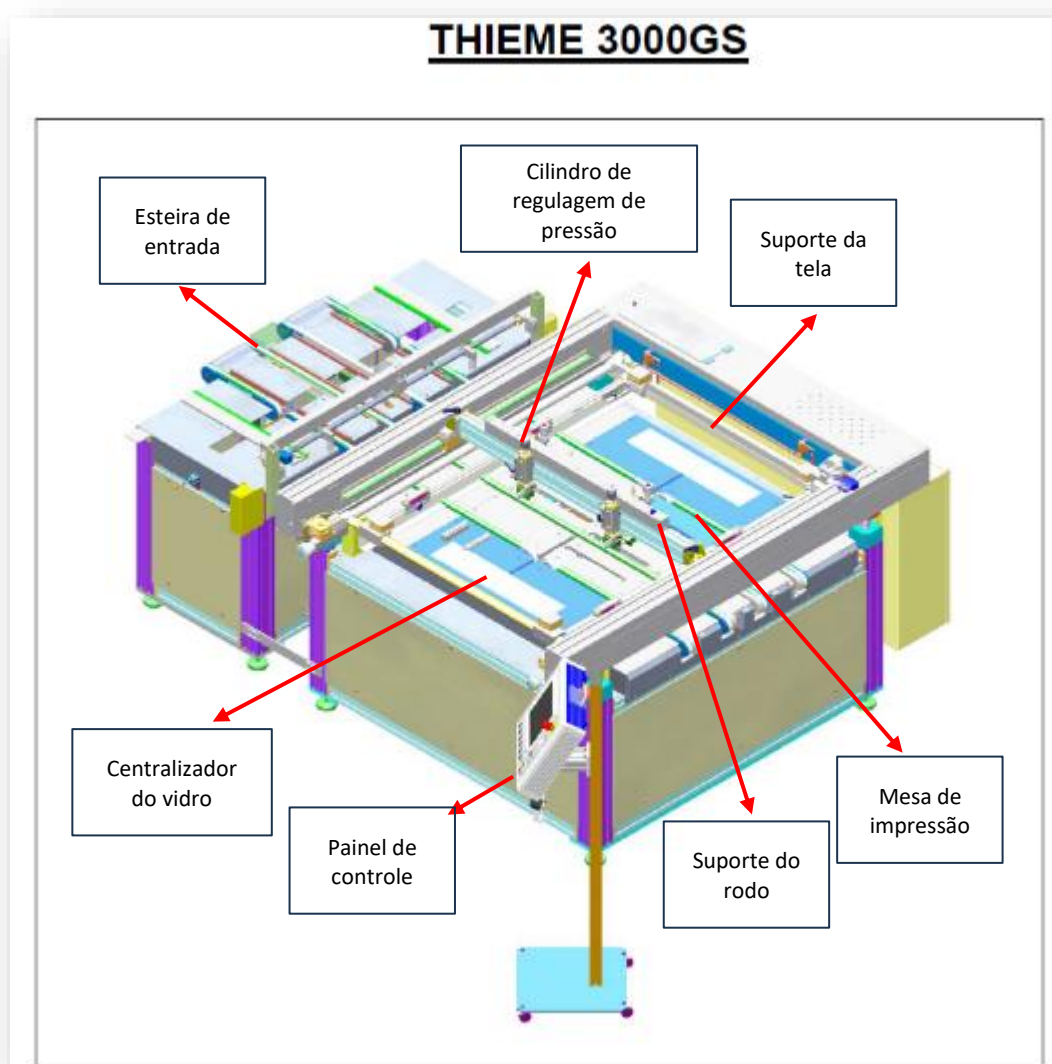 THIEME 3000GS
Cilindro de
regulagem de
pressão
Esteira de
entrada
Suporte da
tela
Centralizador
do vidro
Painel de
controle
Suporte do
rodo
Mesa de
impressão